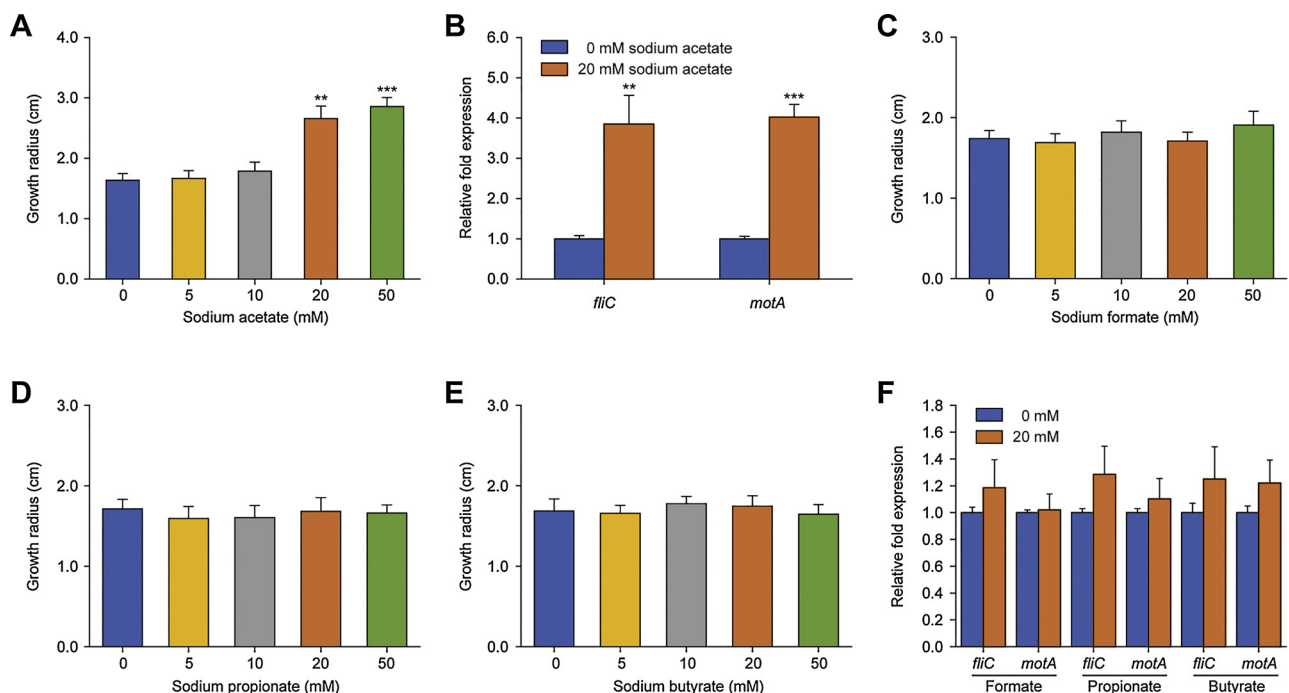 A
4.0
3.0
2.0
1.0
0.0
Growth radius (cm)
**
***
0 5 10 20 50
Sodium acetate (mM)
B
6.0
5.0
4.0
3.0
2.0
1.0
0.0
Relative fold expression
0 mM sodium acetate
20 mM sodium acetate
**
***
fliC motA
C
3.0
2.0
1.0
0.0
Growth radius (cm)
0 5 10 20 50
Sodium formate (mM)
D
3.0
2.0
1.0
0.0
Growth radius (cm)
0 5 10 20 50
Sodium propionate (mM)
E
3.0
2.0
1.0
0.0
Growth radius (cm)
0 5 10 20 50
Sodium butyrate (mM)
F
1.8
1.6
1.4
1.2
1.0
0.8
0.6
0.4
0.2
0.0
Relative fold expression
0 mM
20 mM
fliC motA fliC motA fliC motA
Formate Propionate Butyrate